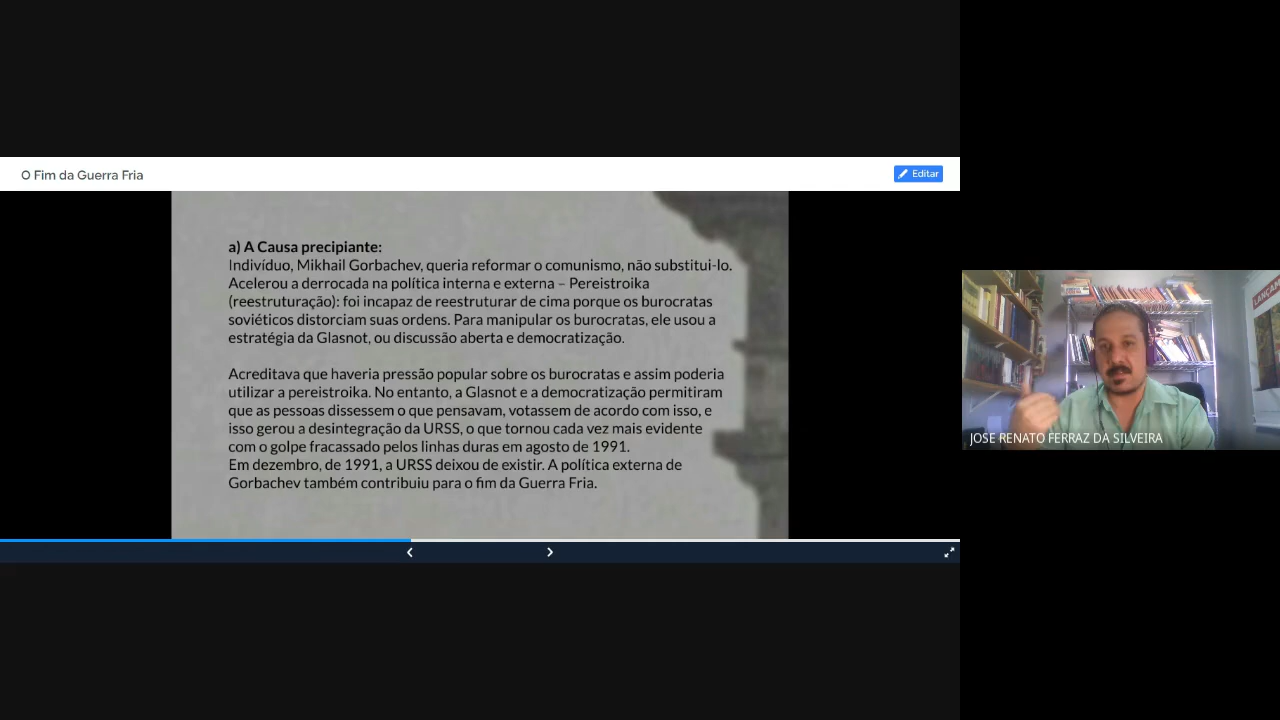 O Fim da Guerra Fria
Editar
a) A Causa precipiante:
Indivíduo, Mikhail Gorbachev, queria reformar o comunismo, não substitui-lo.
Acelerou a derrocada na política interna e externa – Pereistroika
(reestruturação): foi incapaz de reestruturar de cima porque os burocratas
soviéticos distorciam suas ordens. Para manipular os burocratas, ele usou a
estratégia da Glasnot, ou discussão aberta e democratização.
Acreditava que haveria pressão popular sobre os burocratas e assim poderia
utilizar a pereistroika. No entanto, a Glasnot e a democratização permitiram
que as pessoas dissessem o que pensavam, votassem de acordo com isso, e
isso gerou a desintegração da URSS, o que tornou cada vez mais evidente
com o golpe fracassado pelos linhas duras em agosto de 1991.
Em dezembro, de 1991, a URSS deixou de existir. A política externa de
Gorbachev também contribuiu para o fim da Guerra Fria.
LANÇAM
JOSE RENATO FERRAZ DA SILVEIRA